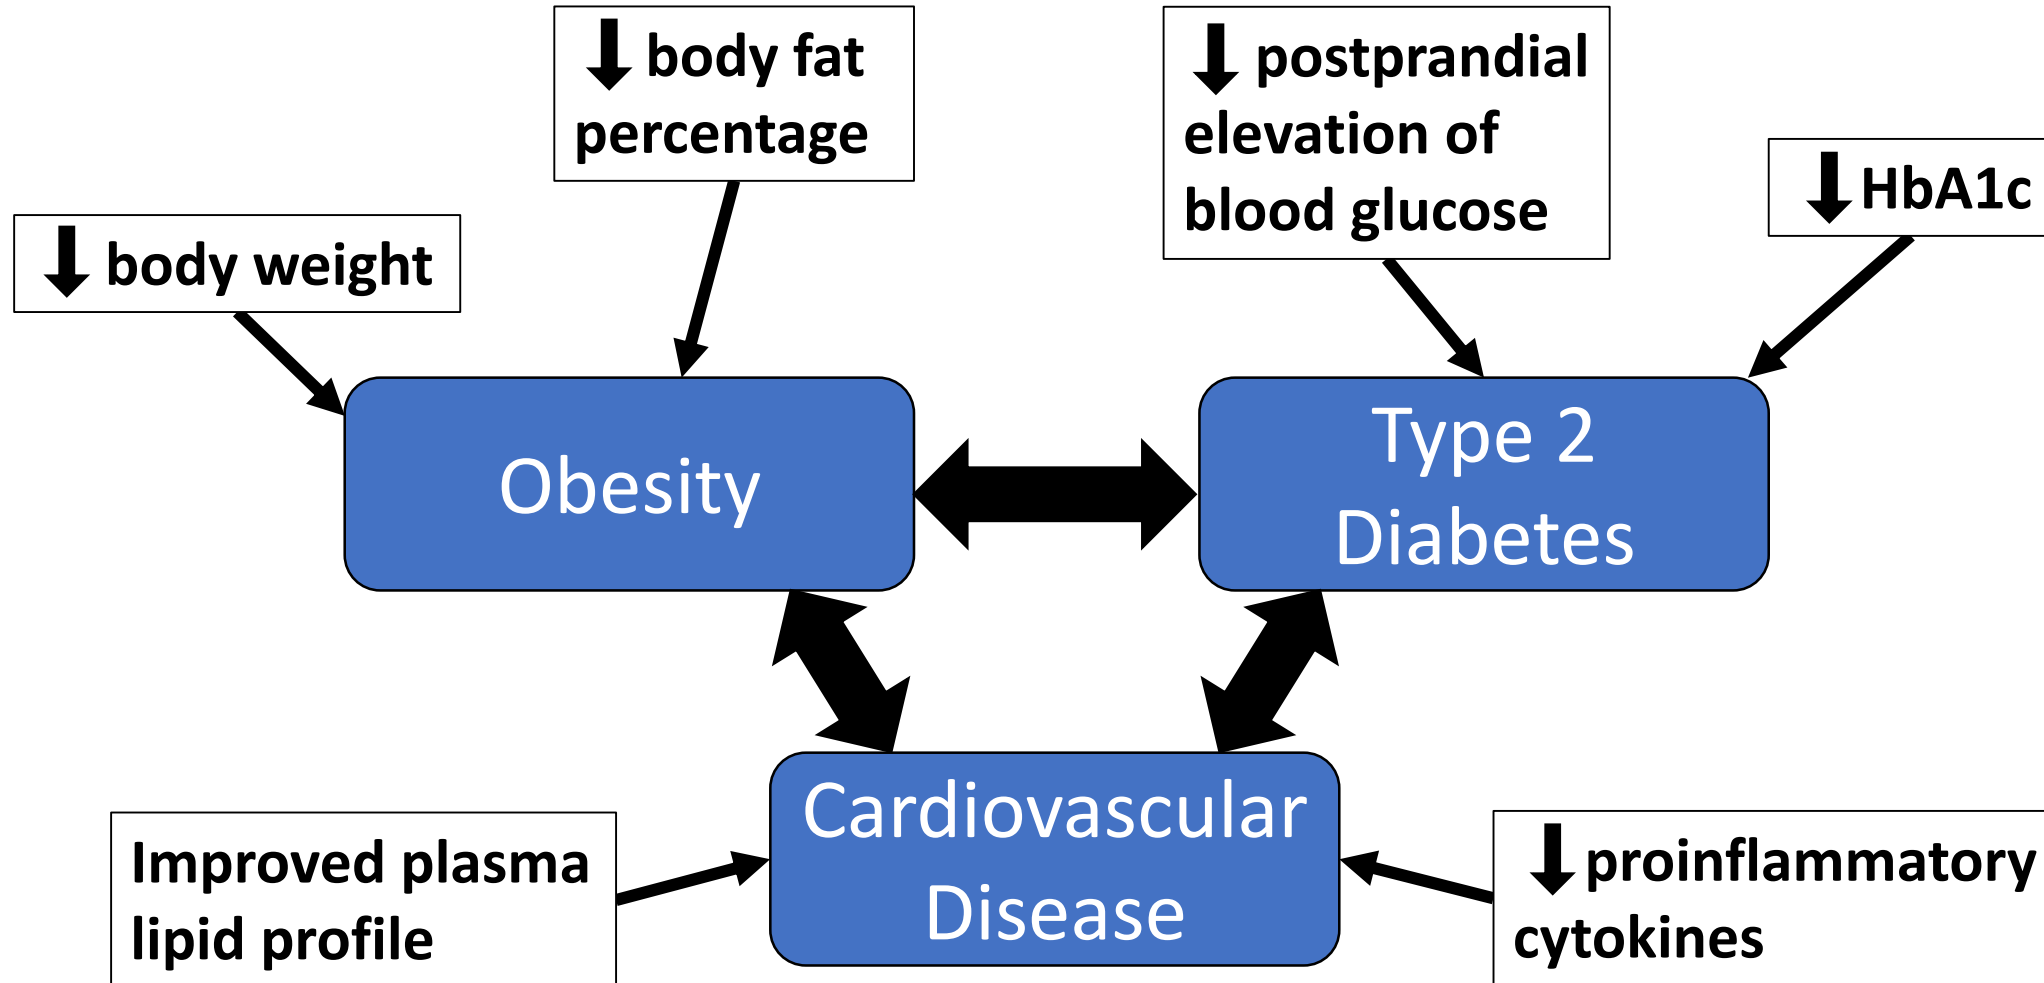 body fat
percentage
postprandial
elevation of
blood glucose
HbA1c
body weight
Obesity
Type 2
Diabetes
Cardiovascular
Disease
Improved plasma
lipid profile
proinflammatory
cytokines